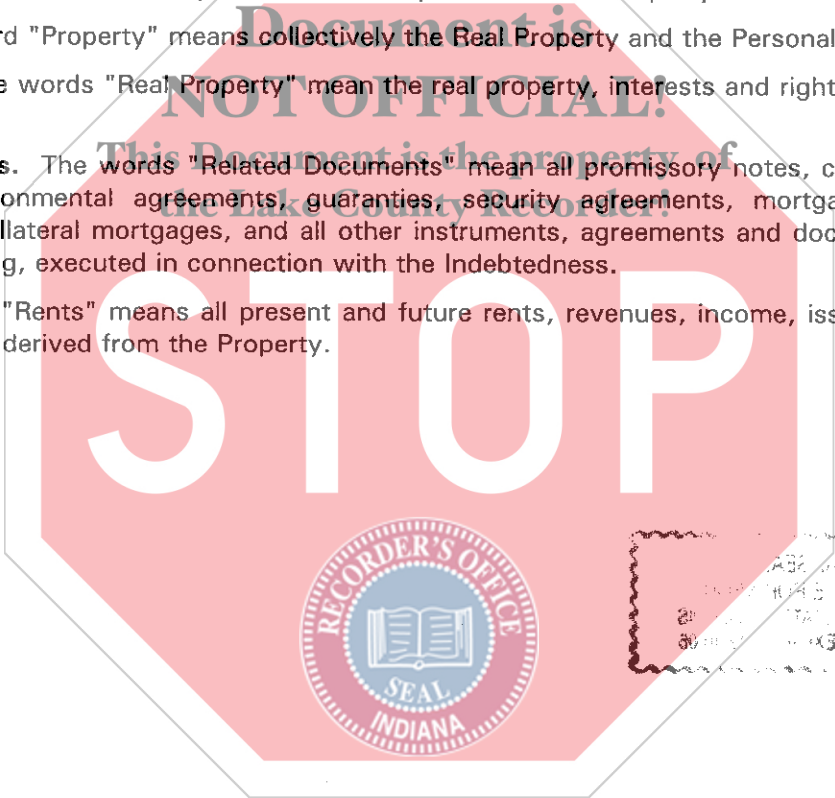 Document is
rd "Property" means collectively the Real Property and the Personal
NOT OFFICIAL!
e words "Real Property" mean the real property, interests and right
This Document is the property of
s. The words "Related Documents" mean all promissory notes, c
onmental agreements, guaranties, security agreements, mortga
the Lake County Recorder!
llateral mortgages, and all other instruments, agreements and doc
g, executed in connection with the Indebtedness.
"Rents" means all present and future rents, revenues, income, iss
derived from the Property.
STOP
RECORDER'S OFFICE
SEAL
INDIANA